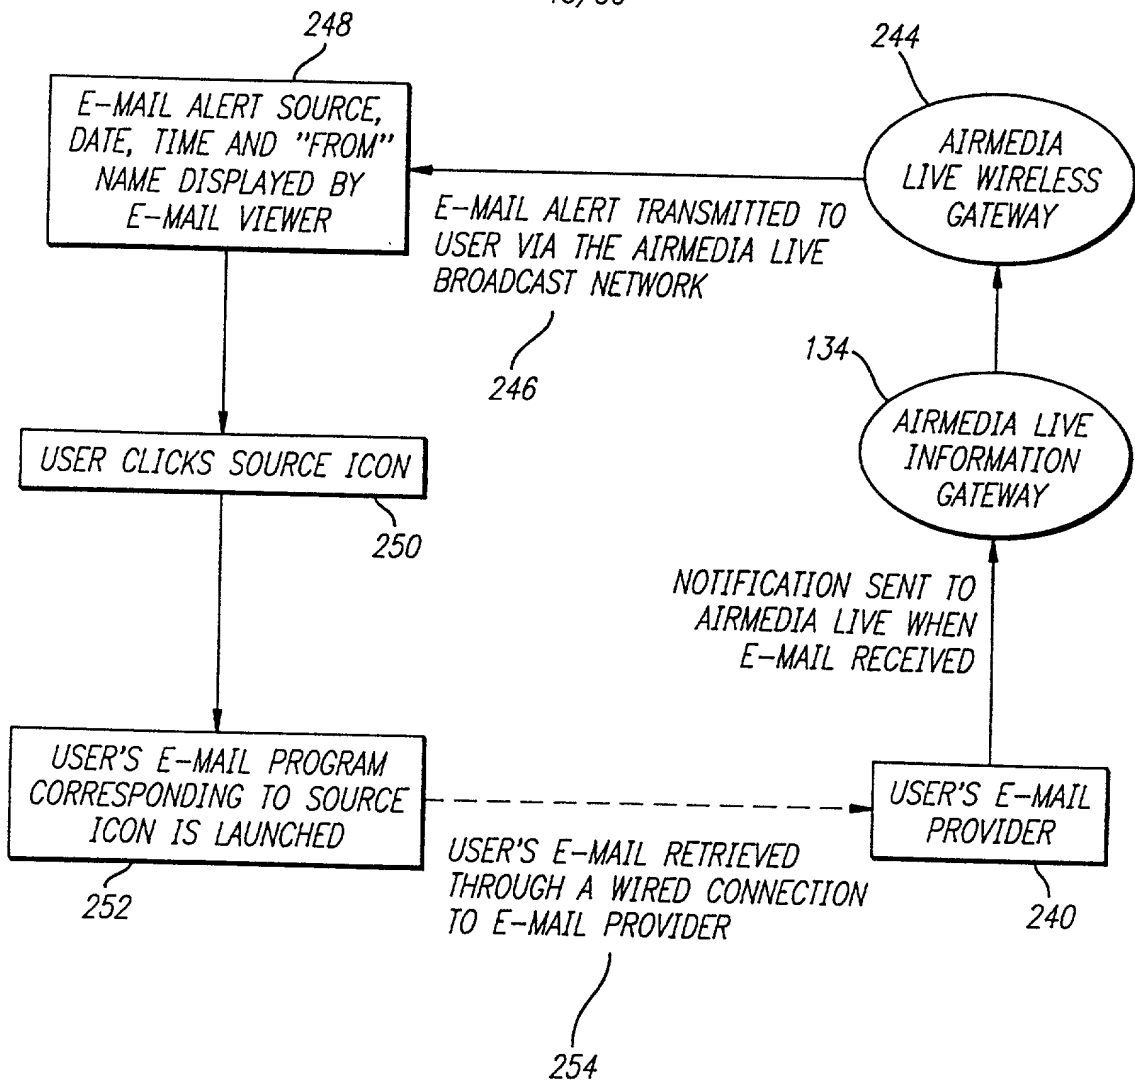 248
E-MAIL ALERT SOURCE,
DATE, TIME AND "FROM"
NAME DISPLAYED BY
E-MAIL VIEWER
244
AIRMEDIA
LIVE WIRELESS
GATEWAY
E-MAIL ALERT TRANSMITTED TO
USER VIA THE AIRMEDIA LIVE
BROADCAST NETWORK
246
134
AIRMEDIA LIVE
INFORMATION
GATEWAY
USER CLICKS SOURCE ICON
250
NOTIFICATION SENT TO
AIRMEDIA LIVE WHEN
E-MAIL RECEIVED
USER'S E-MAIL PROGRAM
CORRESPONDING TO SOURCE
ICON IS LAUNCHED
252
USER'S E-MAIL
PROVIDER
240
USER'S E-MAIL RETRIEVED
THROUGH A WIRED CONNECTION
TO E-MAIL PROVIDER
254